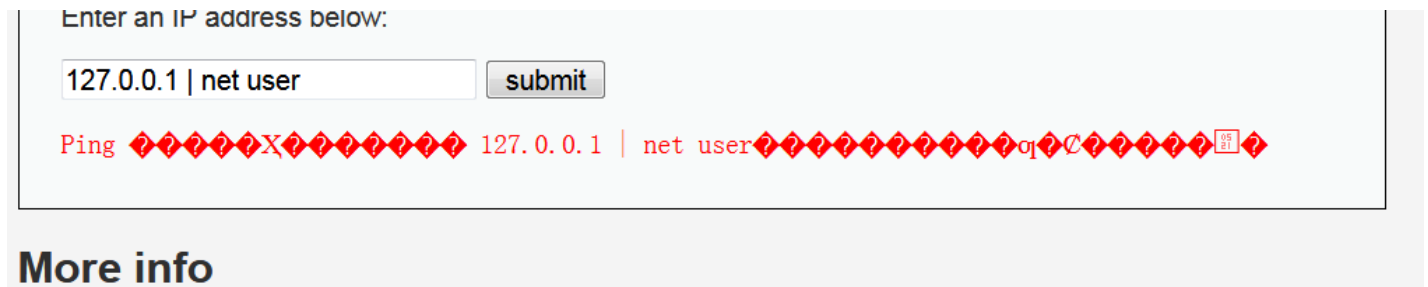 Enter an IP address below:
127.0.0.1 | net user
submit
Ping �����Ҳ������� 127.0.0.1 | net user������������ƣ�Ȼ�����ԡ�
More info